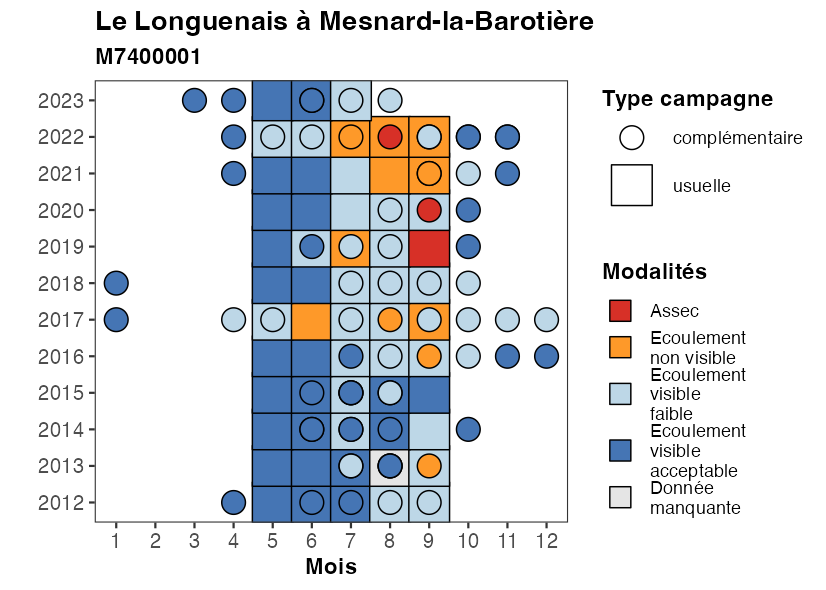 Le Longuenais à Mesnard-la-Barotière
M7400001
2023
2022
2021
2020
2019
2018
2017
2016
2015
2014
2013
2012
1 2 3 4 5 6 7 8 9 10 11 12
Mois
Type campagne
complémentaire
usuelle
Modalités
Assec
Ecoulement
non visible
Ecoulement
visible
faible
Ecoulement
visible
acceptable
Donnée
manquante